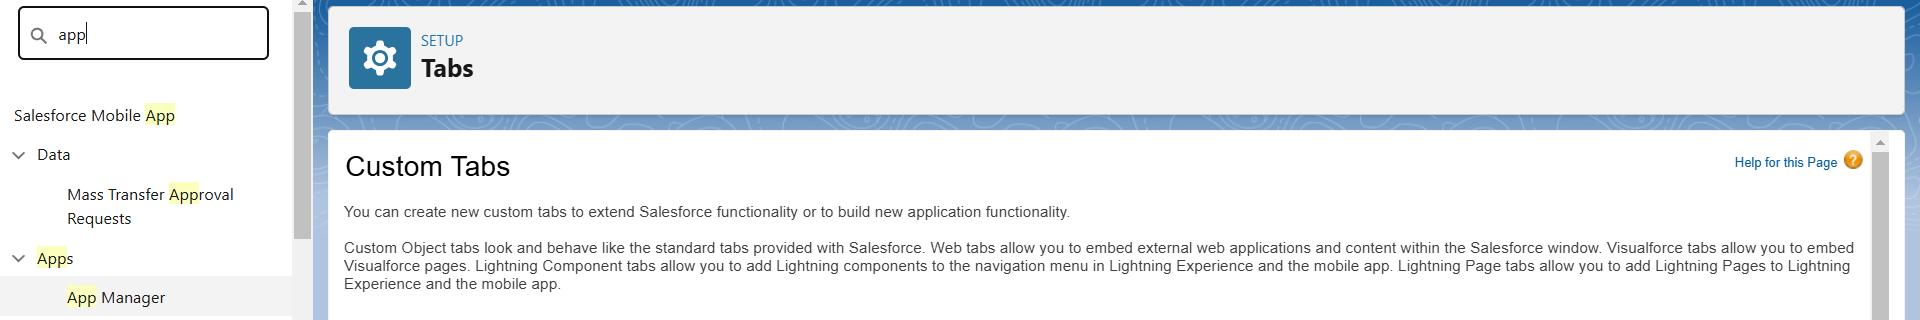 app
Salesforce Mobile App
Data
Mass Transfer Approval
Requests
Apps
App Manager
SETUP
Tabs
Custom Tabs
Help for this Page ?
You can create new custom tabs to extend Salesforce functionality or to build new application functionality.
Custom Object tabs look and behave like the standard tabs provided with Salesforce. Web tabs allow you to embed external web applications and content within the Salesforce window. Visualforce tabs allow you to embed
Visualforce pages. Lightning Component tabs allow you to add Lightning components to the navigation menu in Lightning Experience and the mobile app. Lightning Page tabs allow you to add Lightning Pages to Lightning
Experience and the mobile app.